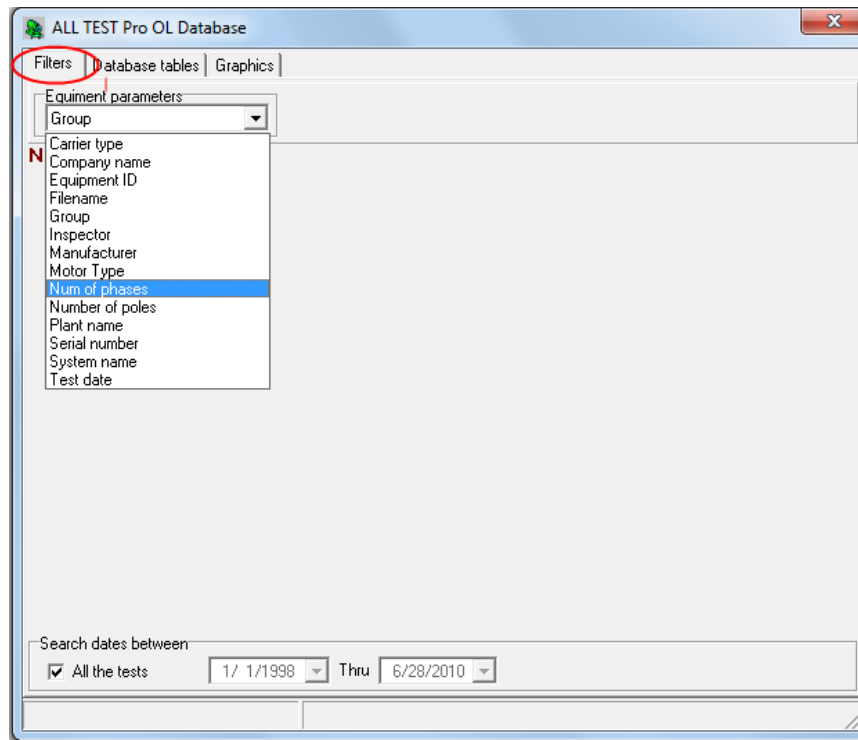 ALL TEST Pro OL Database
Filters Database tables Graphics
Equiment parameters
Group
N
Carrier type
Company name
Equipment ID
Filename
Group
Inspector
Manufacturer
Motor Type
Num of phases
Number of poles
Plant name
Serial number
System name
Test date
Search dates between
All the tests 1/ 1/1998 Thru 6/28/2010